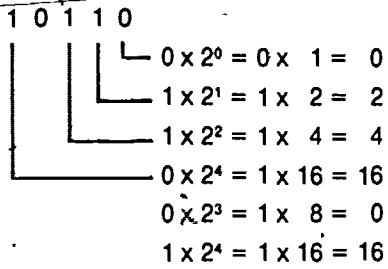 1 0 1 1 0
0 x 2⁰ = 0 x 1 = 0
1 x 2¹ = 1 x 2 = 2
1 x 2² = 1 x 4 = 4
0 x 2⁴ = 1 x 16 = 16
0 x 2³ = 1 x 8 = 0
1 x 2⁴ = 1 x 16 = 16